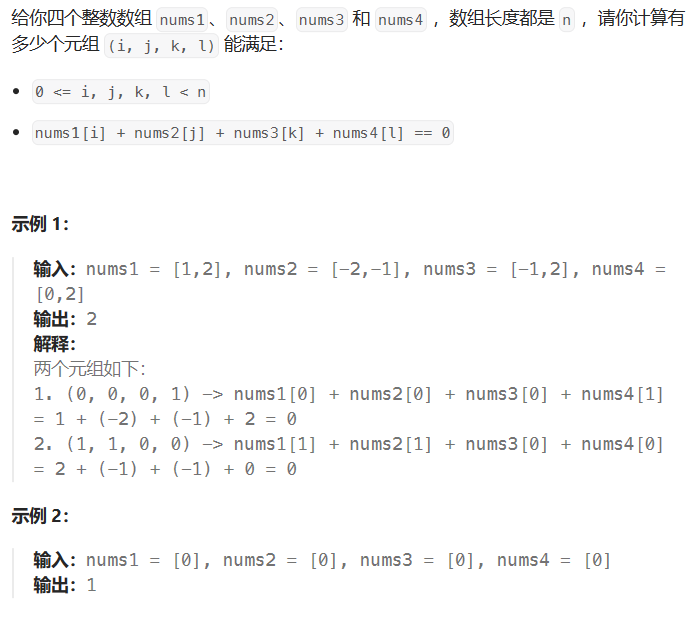 给你四个整数数组 nums1、nums2、nums3 和 nums4 ，数组长度都是 n ，请你计算有
多少个元组 (i, j, k, l) 能满足：
• 0 <= i, j, k, l < n
• nums1[i] + nums2[j] + nums3[k] + nums4[l] == 0
示例 1：
输入：nums1 = [1,2], nums2 = [-2,-1], nums3 = [-1,2], nums4 =
[0,2]
输出：2
解释：
两个元组如下：
1. (0, 0, 0, 1) -> nums1[0] + nums2[0] + nums3[0] + nums4[1]
= 1 + (-2) + (-1) + 2 = 0
2. (1, 1, 0, 0) -> nums1[1] + nums2[1] + nums3[0] + nums4[0]
= 2 + (-1) + (-1) + 0 = 0
示例 2：
输入：nums1 = [0], nums2 = [0], nums3 = [0], nums4 = [0]
输出：1